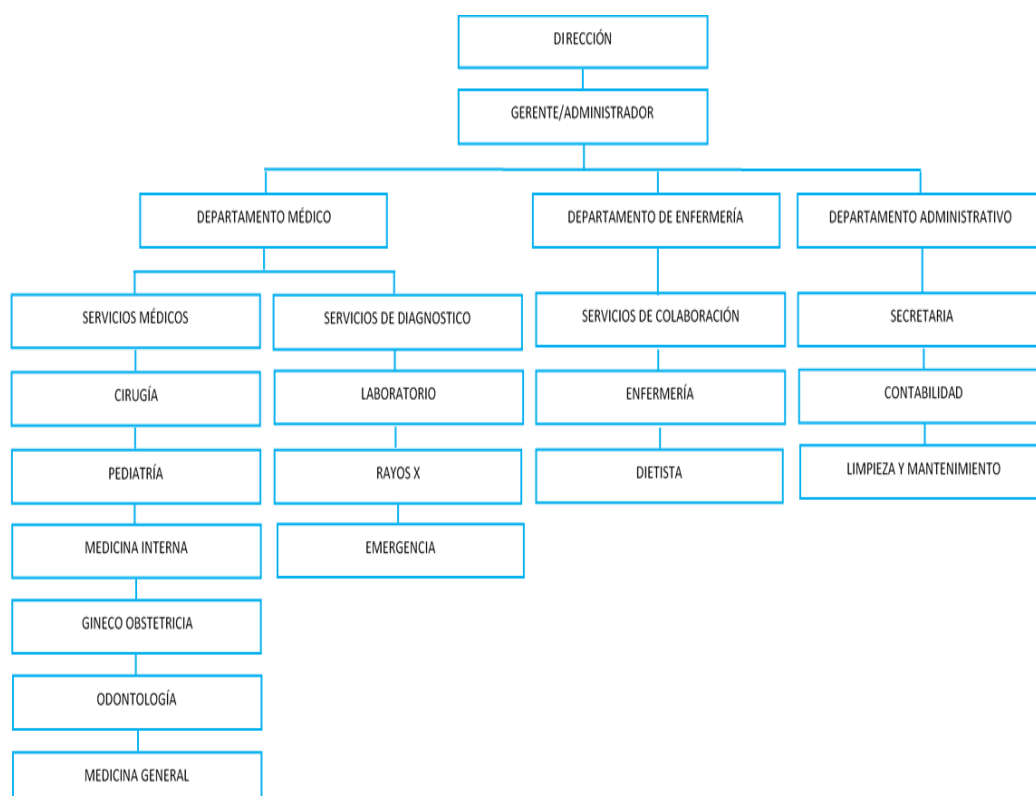 DIRECCIÓN
GERENTE/ADMINISTRADOR
DEPARTAMENTO MÉDICO
DEPARTAMENTO DE ENFERMERÍA
DEPARTAMENTO ADMINISTRATIVO
SERVICIOS MÉDICOS
SERVICIOS DE DIAGNOSTICO
SERVICIOS DE COLABORACIÓN
SECRETARIA
CIRUGÍA
LABORATORIO
ENFERMERÍA
CONTABILIDAD
PEDIATRÍA
RAYOS X
DIETISTA
LIMPIEZA Y MANTENIMIENTO
MEDICINA INTERNA
EMERGENCIA
GINECO OBSTETRICIA
ODONTOLOGÍA
MEDICINA GENERAL